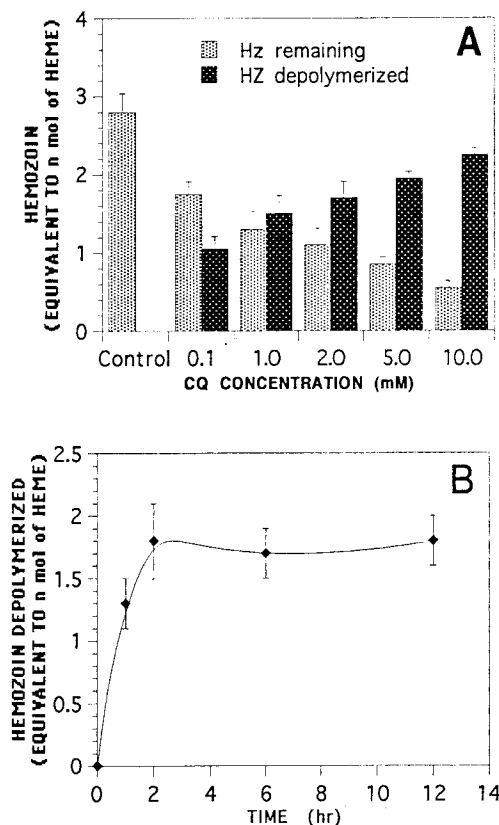 A
Hz remaining
HZ depolymerized
HEMOZOIN
(EQUIVALENT TO n mol of HEME)
4
3
2
1
0
Control 0.1 1.0 2.0 5.0 10.0
CQ CONCENTRATION (mM)
B
HEMOZOIN DEPOLYMERIZED
(EQUIVALENT TO n mol of HEME)
2.5
2
1.5
1
0.5
0
0 2 4 6 8 10 12 14
TIME (hr)